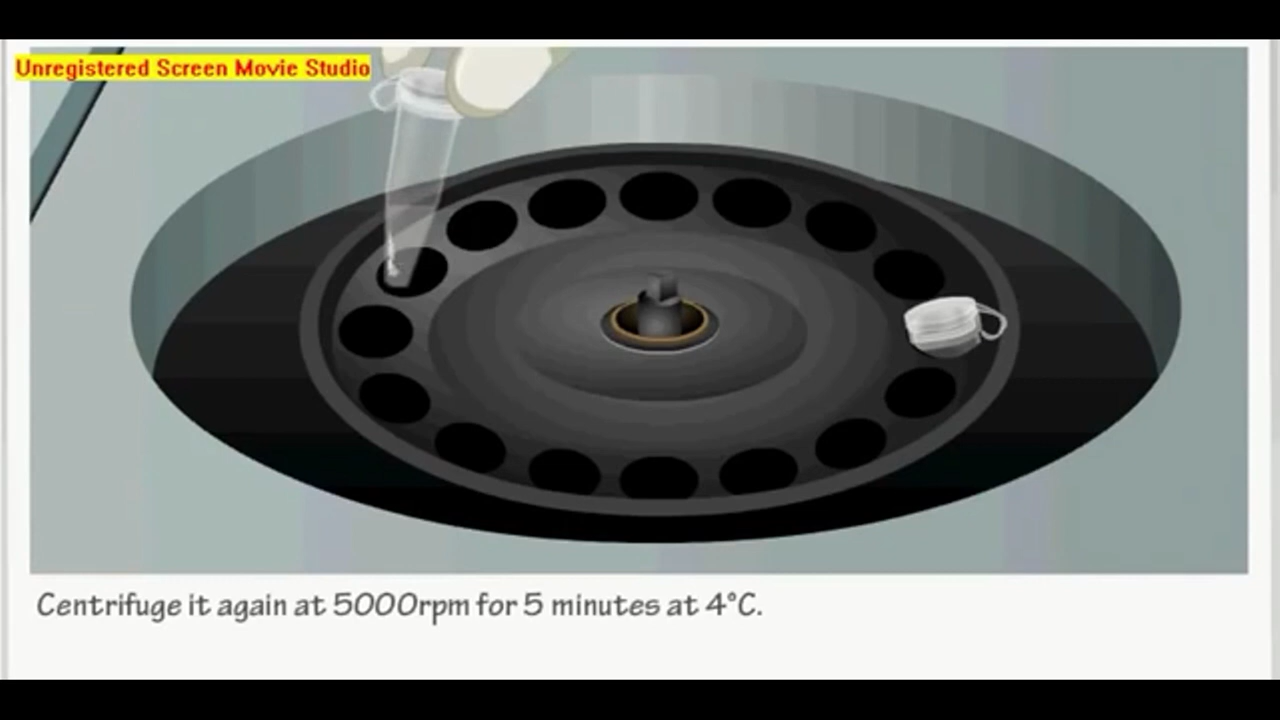 Unregistered Screen Movie Studio
Centrifuge it again at 5000rpm for 5 minutes at 4°C.